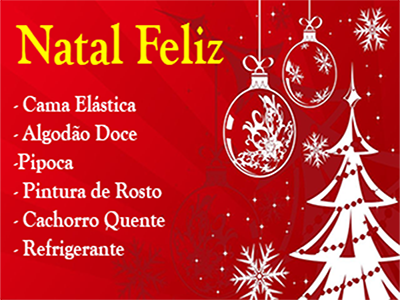 Natal Feliz
- Cama Elástica
- Algodão Doce
-Pipoca
- Pintura de Rosto
- Cachorro Quente
- Refrigerante